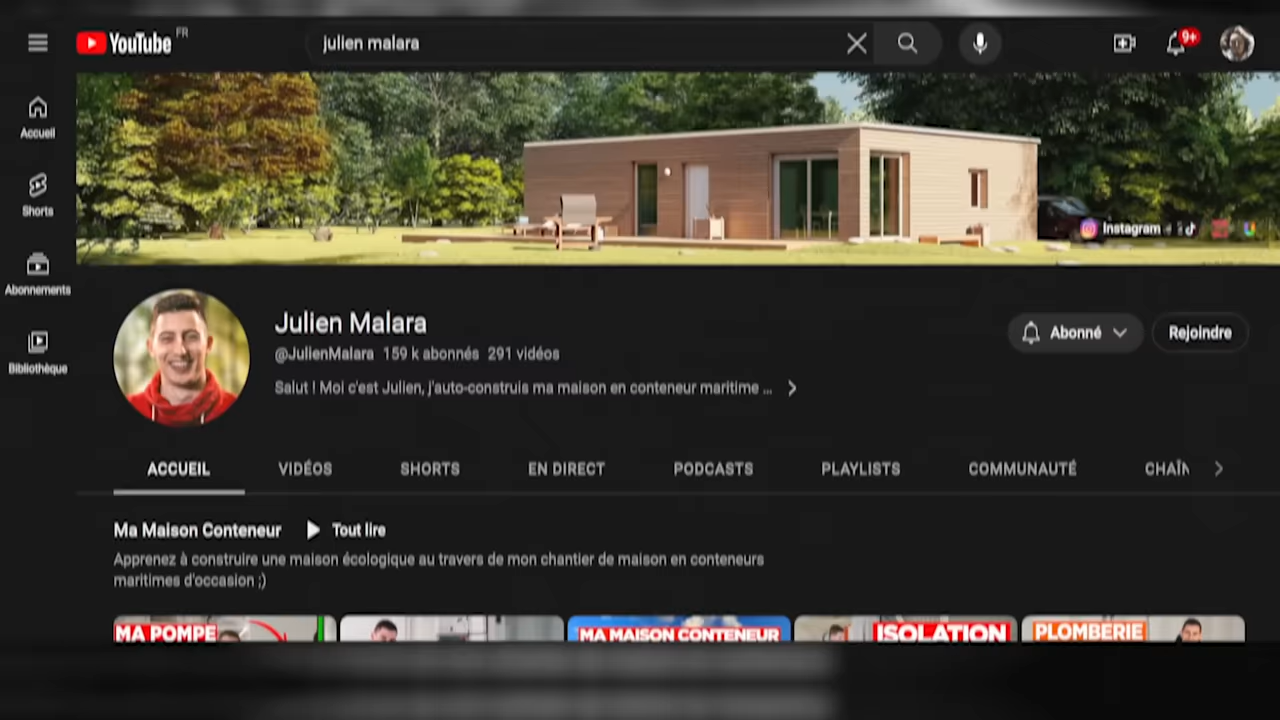 YouTube FR
julien malara
9+
Accueil
Shorts
Abonnements
Bibliothèque
Instagram
Julien Malara
@JulienMalara 159 k abonnés 291 vidéos
Salut ! Moi c'est Julien, j'auto-construis ma maison en conteneur maritime ...
Abonné
Rejoindre
ACCUEIL VIDÉOS SHORTS EN DIRECT PODCASTS PLAYLISTS COMMUNAUTÉ CHAÎN
Ma Maison Conteneur Tout lire
Apprenez à construire une maison écologique au travers de mon chantier de maison en conteneurs
maritimes d'occasion ;)
MA POMPE
MA MAISON CONTENEUR
ISOLATION
PLOMBERIE